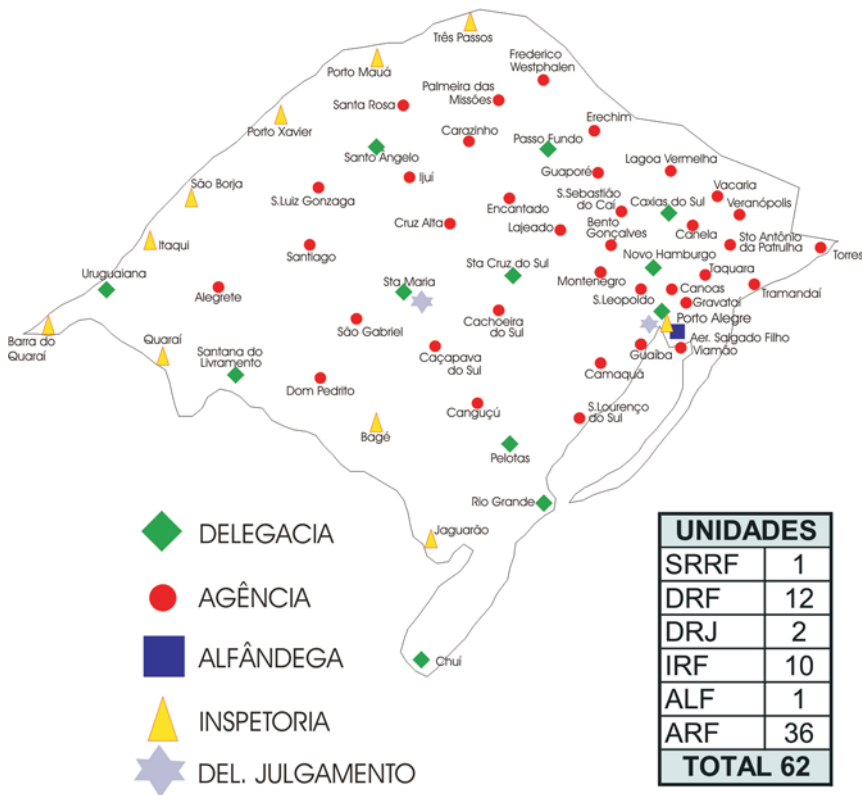 Três Passos
Frederico
Westphalen
Porto Mauá
Palmeira das
Missões
Santa Rosa
Erechim
Porto Xavier
Carazinho
Passo Fundo
Santo Ângelo
Lagoa Vermelha
Guaporé
Ijuí
São Borja
S.Luiz Gonzaga
S.Sebastião
do Caí
Caxias do Sul
Vacaria
Veranópolis
Encantado
Cruz Alta
Lajeado
Bento
Gonçalves
Canela
Sto Antônio
da Patrulha
Itaqui
Santiago
Torres
Novo Hamburgo
Uruguaiana
Sta Maria
Sta Cruz do Sul
Montenegro
Taquara
Alegrete
S.Leopoldo
Canoas
Gravataí
Tramandaí
São Gabriel
Cachoeira
do Sul
Porto Alegre
Barra do
Quaraí
Quaraí
Santana do
Livramento
Caçapava
do Sul
Guaíba
Aer. Salgado Filho
Viamão
Camaquã
Dom Pedrito
Canguçú
S.Lourenço
do Sul
Bagé
Pelotas
Rio Grande
Jaguarão
Chuí
DELEGACIA
AGÊNCIA
ALFÂNDEGA
INSPETORIA
DEL. JULGAMENTO
UNIDADES
SRRF 1
DRF 12
DRJ 2
IRF 10
ALF 1
ARF 36
TOTAL 62